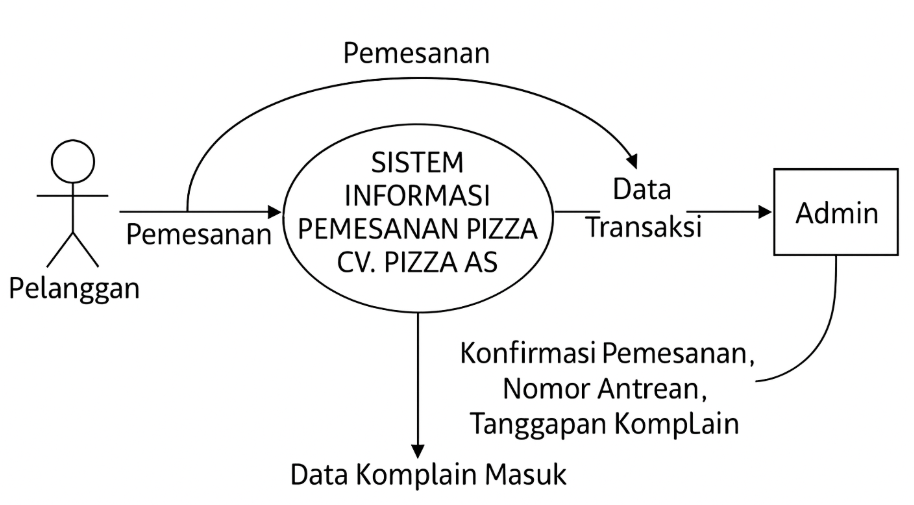 Pemesanan
SISTEM
INFORMASI
PEMESANAN PIZZA
CV. PIZZA AS
Pemesanan
Pelanggan
Data
Transaksi
Admin
Konfirmasi Pemesanan,
Nomor Antrean,
Tanggapan Komplain
Data Komplain Masuk